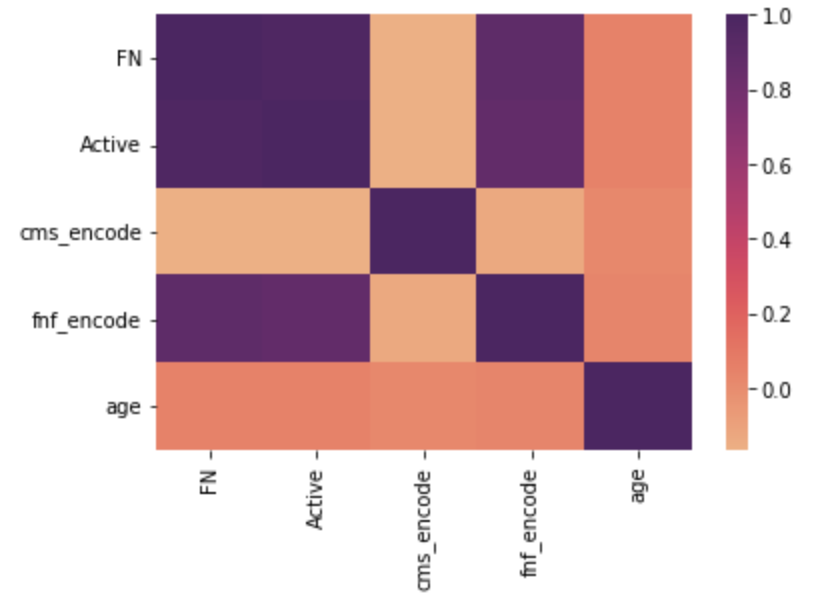 FN
Active
cms_encode
fnf_encode
age
FN
Active
cms_encode
fnf_encode
age
1.0
0.8
0.6
0.4
0.2
0.0